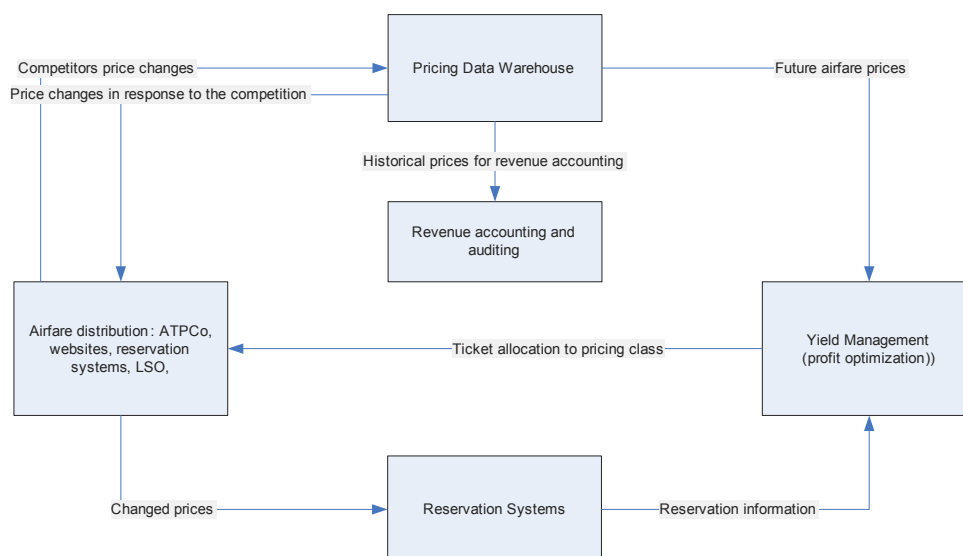 Competitors price changes
Pricing Data Warehouse
Future airfare prices
Price changes in response to the competition
Historical prices for revenue accounting
Revenue accounting and
auditing
Airfare distribution: ATPCo,
websites, reservation
systems, LSO,
Ticket allocation to pricing class
Yield Management
(profit optimization))
Changed prices
Reservation Systems
Reservation information